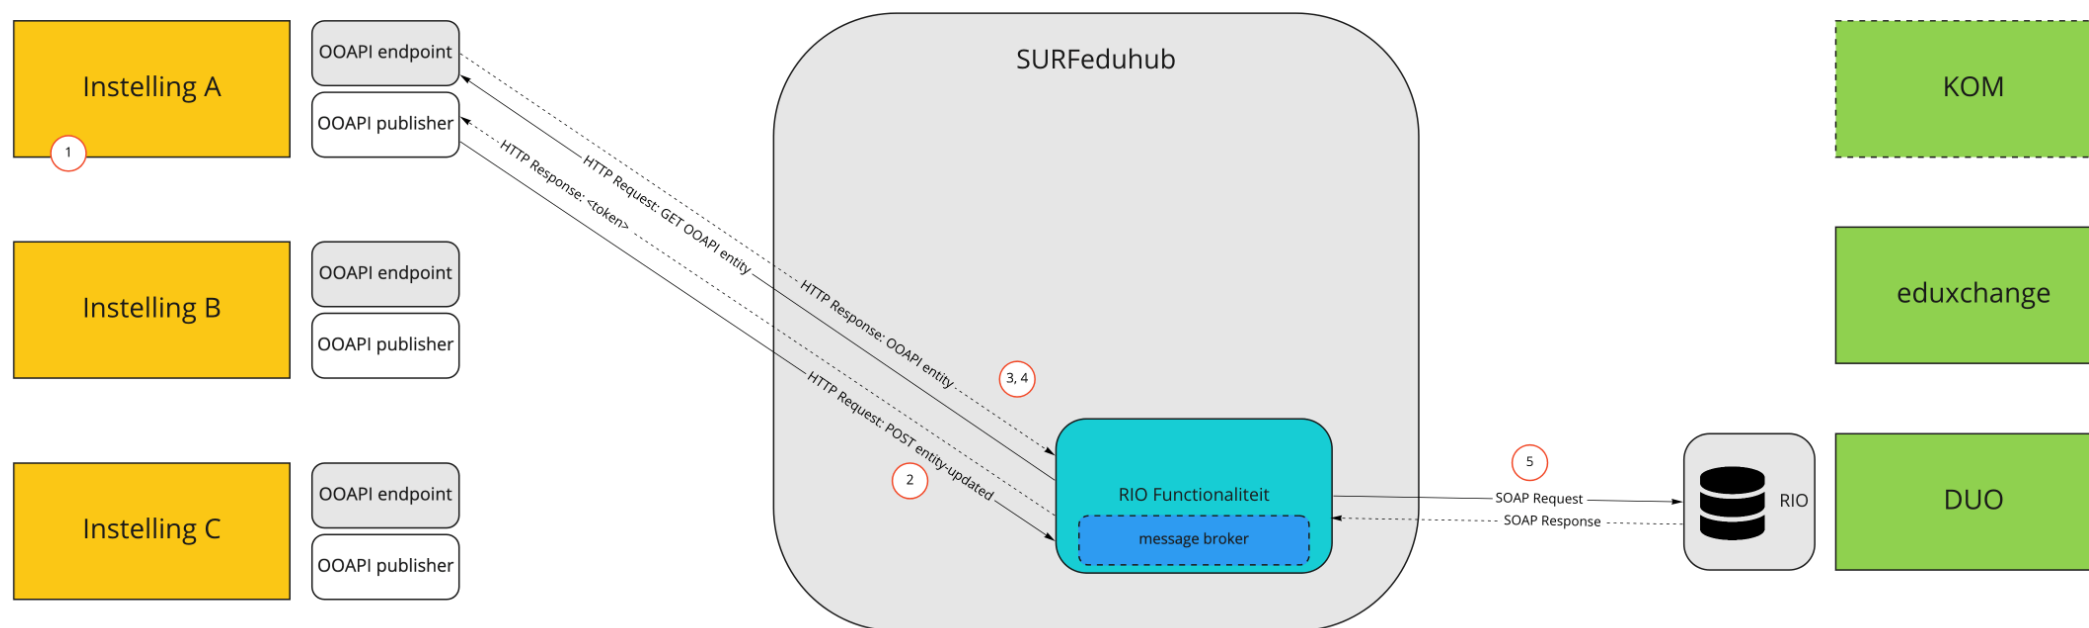 Instelling A
1
OOAPI endpoint
OOAPI publisher
Instelling B
OOAPI endpoint
OOAPI publisher
Instelling C
OOAPI endpoint
OOAPI publisher
HTTP Response: <token>
HTTP Request: GET OOAPI entity
HTTP Response: OOAPI entity
HTTP Request: POST entity-updated
2
3, 4
SURFeduhub
RIO Functionaliteit
message broker
5
SOAP Request
SOAP Response
RIO
KOM
eduxchange
DUO